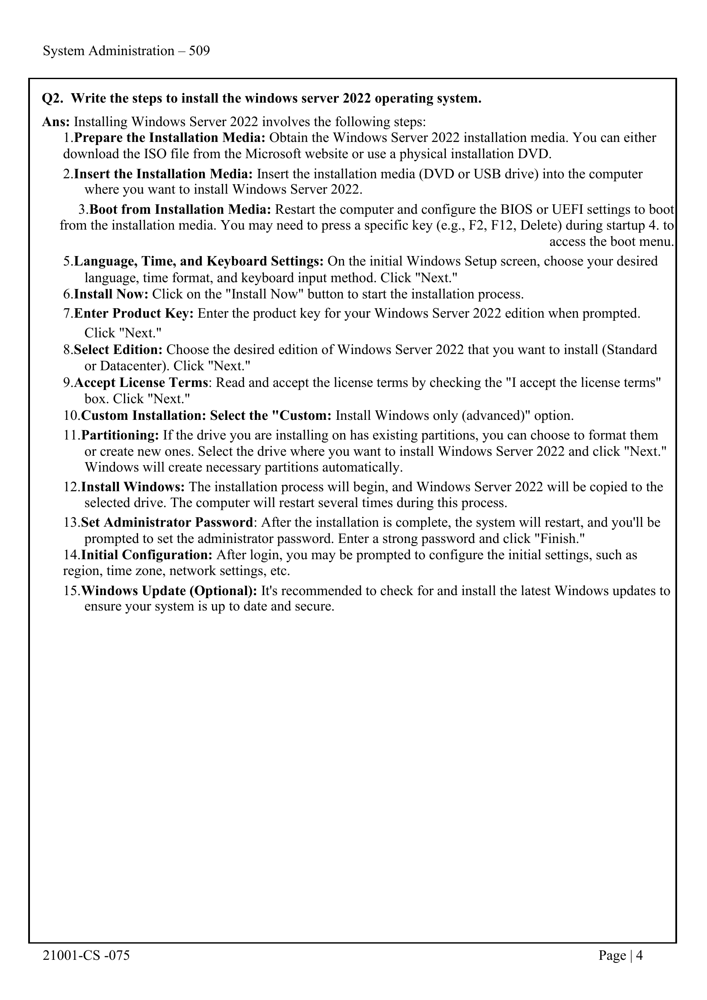 System Administration – 509
Q2. Write the steps to install the windows server 2022 operating system.
Ans: Installing Windows Server 2022 involves the following steps:
1.Prepare the Installation Media: Obtain the Windows Server 2022 installation media. You can either
download the ISO file from the Microsoft website or use a physical installation DVD.
2.Insert the Installation Media: Insert the installation media (DVD or USB drive) into the computer
where you want to install Windows Server 2022.
3.Boot from Installation Media: Restart the computer and configure the BIOS or UEFI settings to boot
from the installation media. You may need to press a specific key (e.g., F2, F12, Delete) during startup 4. to
access the boot menu.
5.Language, Time, and Keyboard Settings: On the initial Windows Setup screen, choose your desired
language, time format, and keyboard input method. Click "Next."
6.Install Now: Click on the "Install Now" button to start the installation process.
7.Enter Product Key: Enter the product key for your Windows Server 2022 edition when prompted.
Click "Next."
8.Select Edition: Choose the desired edition of Windows Server 2022 that you want to install (Standard
or Datacenter). Click "Next."
9.Accept License Terms: Read and accept the license terms by checking the "I accept the license terms"
box. Click "Next."
10.Custom Installation: Select the "Custom: Install Windows only (advanced)" option.
11.Partitioning: If the drive you are installing on has existing partitions, you can choose to format them
or create new ones. Select the drive where you want to install Windows Server 2022 and click "Next."
Windows will create necessary partitions automatically.
12.Install Windows: The installation process will begin, and Windows Server 2022 will be copied to the
selected drive. The computer will restart several times during this process.
13.Set Administrator Password: After the installation is complete, the system will restart, and you'll be
prompted to set the administrator password. Enter a strong password and click "Finish."
14.Initial Configuration: After login, you may be prompted to configure the initial settings, such as
region, time zone, network settings, etc.
15.Windows Update (Optional): It's recommended to check for and install the latest Windows updates to
ensure your system is up to date and secure.
21001-CS -075 Page | 4